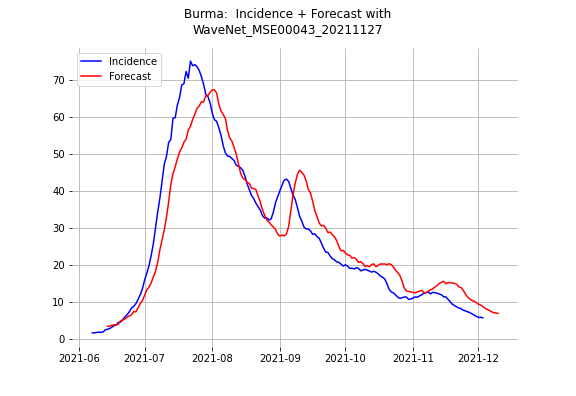 Burma:  Incidence + Forecast with
WaveNet_MSE00043_20211127
Incidence
Forecast
70
60
50
40
30
20
10
0
2021-06 2021-07 2021-08 2021-09 2021-10 2021-11 2021-12